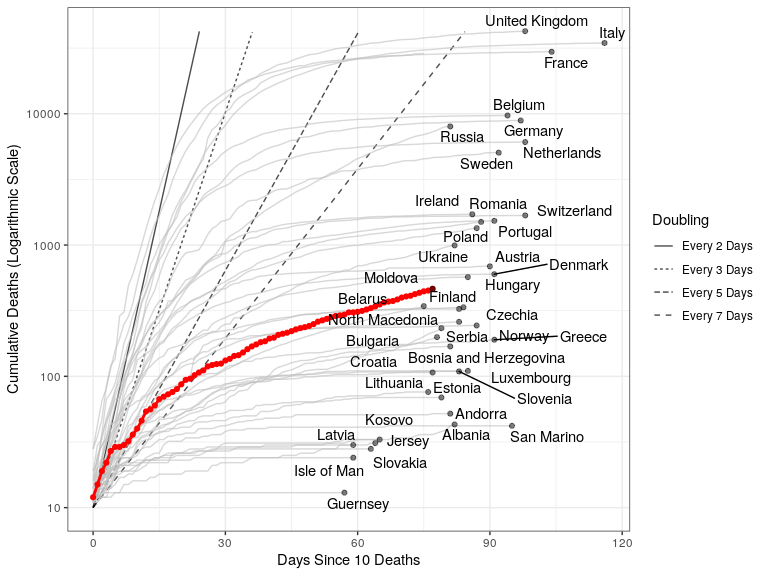 United Kingdom
Italy
France
10000
Belgium
Germany
Russia
Netherlands
Sweden
Ireland
Romania
Switzerland
Portugal
Poland
1000
Ukraine
Austria
Denmark
Moldova
Hungary
Belarus
Finland
Czechia
North Macedonia
Bulgaria
Serbia
Norway
Greece
Croatia
Bosnia and Herzegovina
100
Luxembourg
Lithuania
Estonia
Slovenia
Kosovo
Andorra
Latvia
Jersey
Albania
San Marino
Isle of Man
Slovakia
Guernsey
10
0
30
60
90
120
Days Since 10 Deaths
Cumulative Deaths (Logarithmic Scale)
Doubling
Every 2 Days
Every 3 Days
Every 5 Days
Every 7 Days